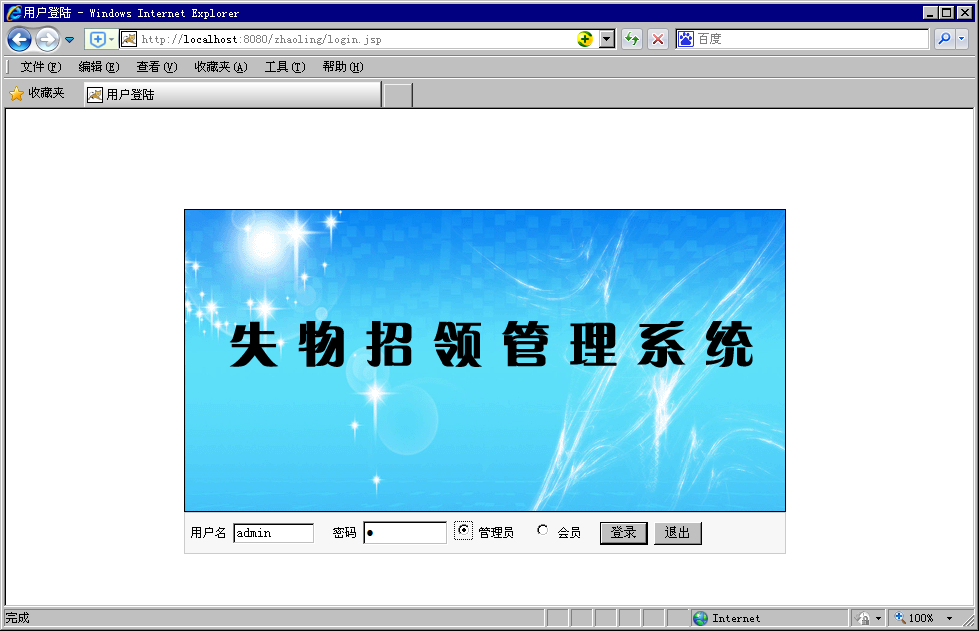 用户登陆 - Windows Internet Explorer
http://localhost:8080/zhaoling/login.jsp
百度
文件(F) 编辑(E) 查看(V) 收藏夹(A) 工具(T) 帮助(H)
收藏夹 用户登陆
失物招领管理系统
用户名 admin 密码 ● 管理员 会员 登录 退出
完成 Internet 100%